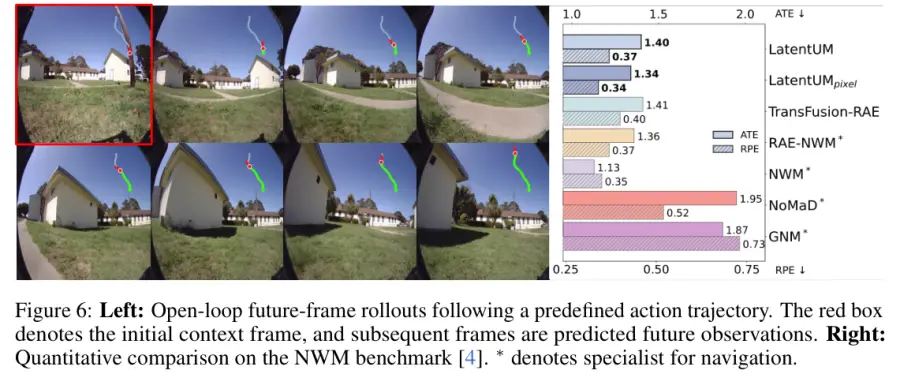 1.0 1.5 2.0 ATE ↓
1.40
0.37
LatentUM
1.34
0.34
LatentUM_pixel
1.41
0.40
TransFusion-RAE
1.36
0.37
RAE-NWM*
ATE
RPE
1.13
0.35
NWM*
1.95
0.52
NoMaD*
1.87
0.73
GNM*
0.25 0.50 0.75 RPE ↓
Figure 6: Left: Open-loop future-frame rollouts following a predefined action trajectory. The red box
denotes the initial context frame, and subsequent frames are predicted future observations. Right:
Quantitative comparison on the NWM benchmark [4]. * denotes specialist for navigation.